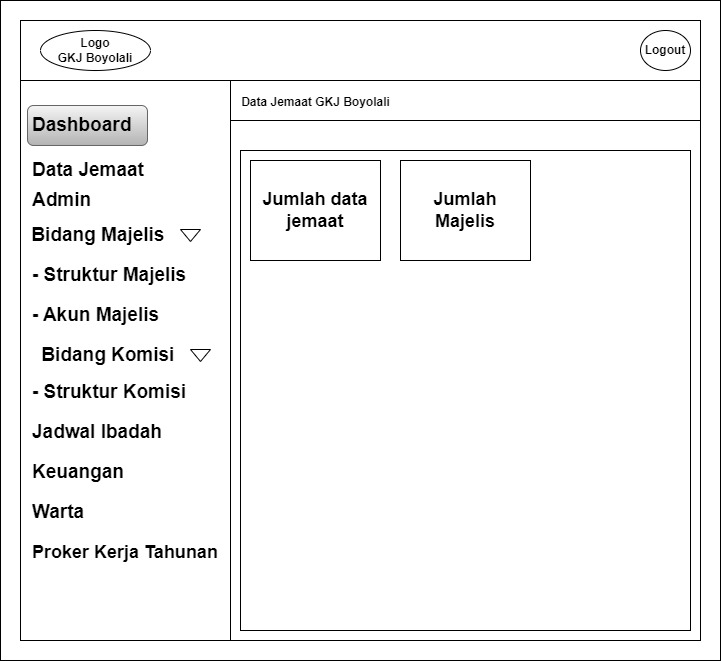 Logo
GKJ Boyolali
Logout
Data Jemaat GKJ Boyolali
Dashboard
Data Jemaat
Admin
Bidang Majelis
- Struktur Majelis
- Akun Majelis
Bidang Komisi
- Struktur Komisi
Jadwal Ibadah
Keuangan
Warta
Proker Kerja Tahunan
Jumlah data
jemaat
Jumlah
Majelis